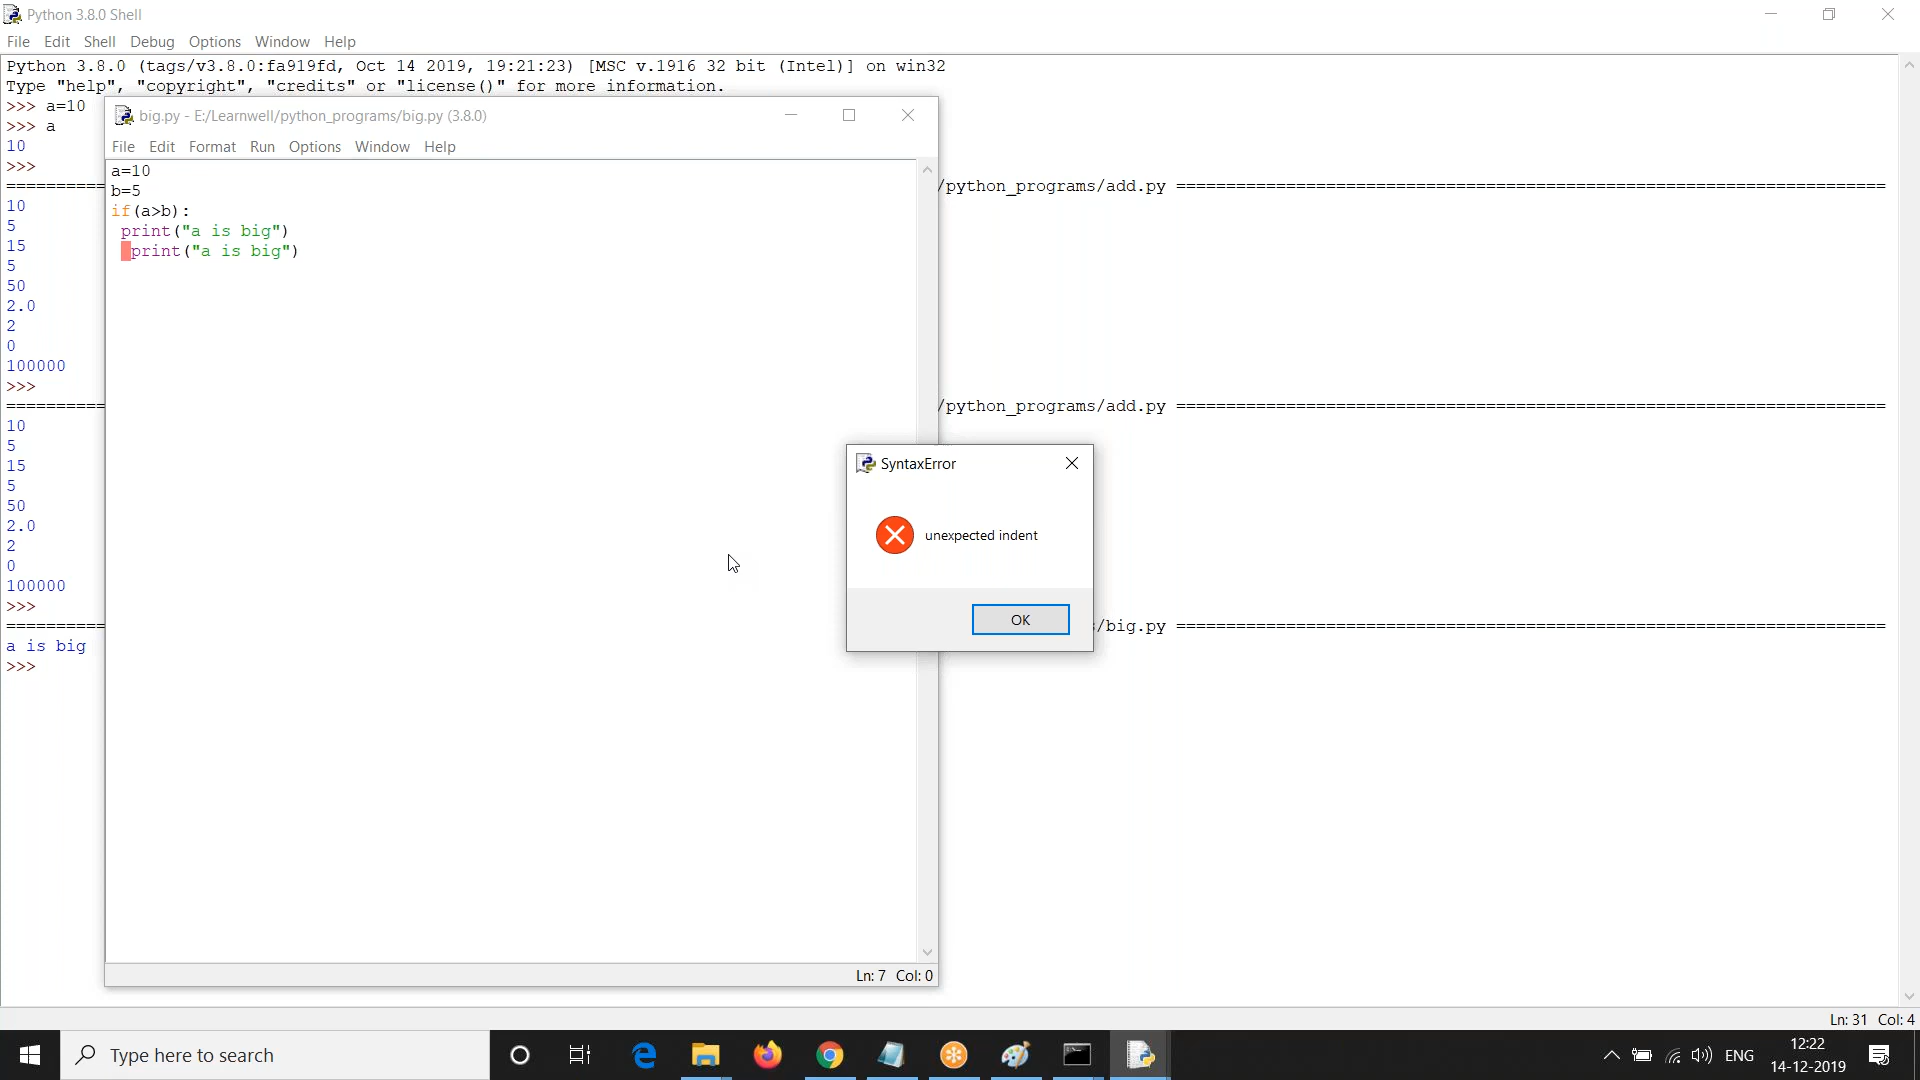 Python 3.8.0 Shell
File Edit Shell Debug Options Window Help
Python 3.8.0 (tags/v3.8.0:fa919fd, Oct 14 2019, 19:21:23) [MSC v.1916 32 bit (Intel)] on win32
Type "help", "copyright", "credits" or "license()" for more information.
>>> a=10
>>> a
10
>>>
=========== /python_programs/add.py =======================================================================
10
5
15
5
50
2.0
2
0
100000
>>>
=========== /python_programs/add.py =======================================================================
10
5
15
5
50
2.0
2
0
100000
>>>
=========== /big.py =======================================================================
a is big
>>>
big.py - E:/Learnwell/python_programs/big.py (3.8.0)
File Edit Format Run Options Window Help
a=10
b=5
if(a>b):
 print("a is big")
  print("a is big")
Ln: 7 Col: 0
SyntaxError
unexpected indent
OK
Ln: 31 Col: 4
Type here to search
ENG
12:22
14-12-2019